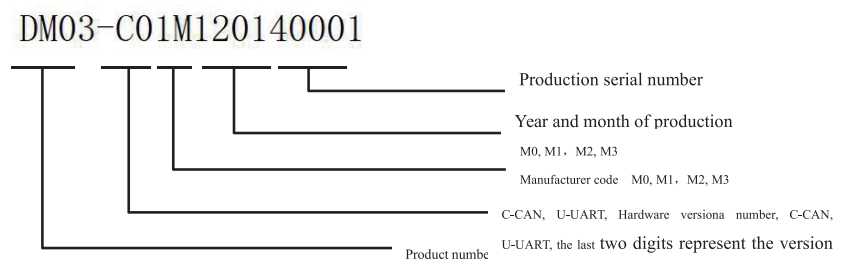 DM03-C01M120140001
Production serial number
Year and month of production
M0, M1，M2, M3
Manufacturer code M0, M1，M2, M3
C-CAN, U-UART, Hardware versiona number, C-CAN,
U-UART, the last two digits represent the version
Product numbe